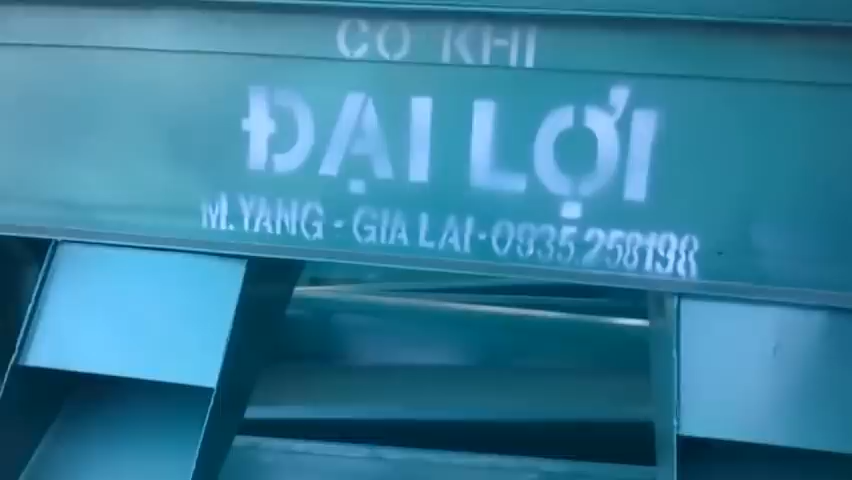 CƠ KHÍ
ĐẠI LỢI
M.YANG - GIA LAI - 0935.258198